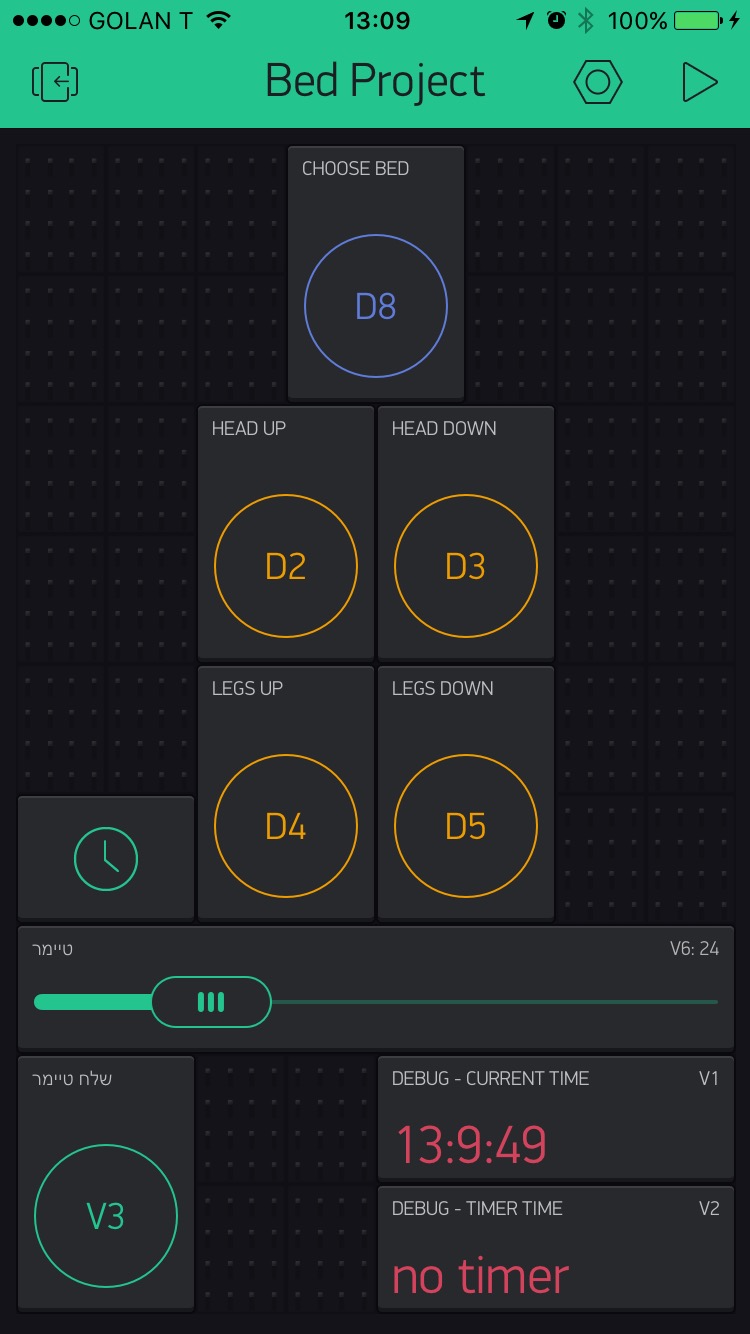 GOLAN T 13:09 100%
Bed Project
CHOOSE BED
D8
HEAD UP
D2
HEAD DOWN
D3
LEGS UP
D4
LEGS DOWN
D5
טיימר
V6: 24
שלח טיימר
V3
DEBUG - CURRENT TIME V1
13:9:49
DEBUG - TIMER TIME V2
no timer